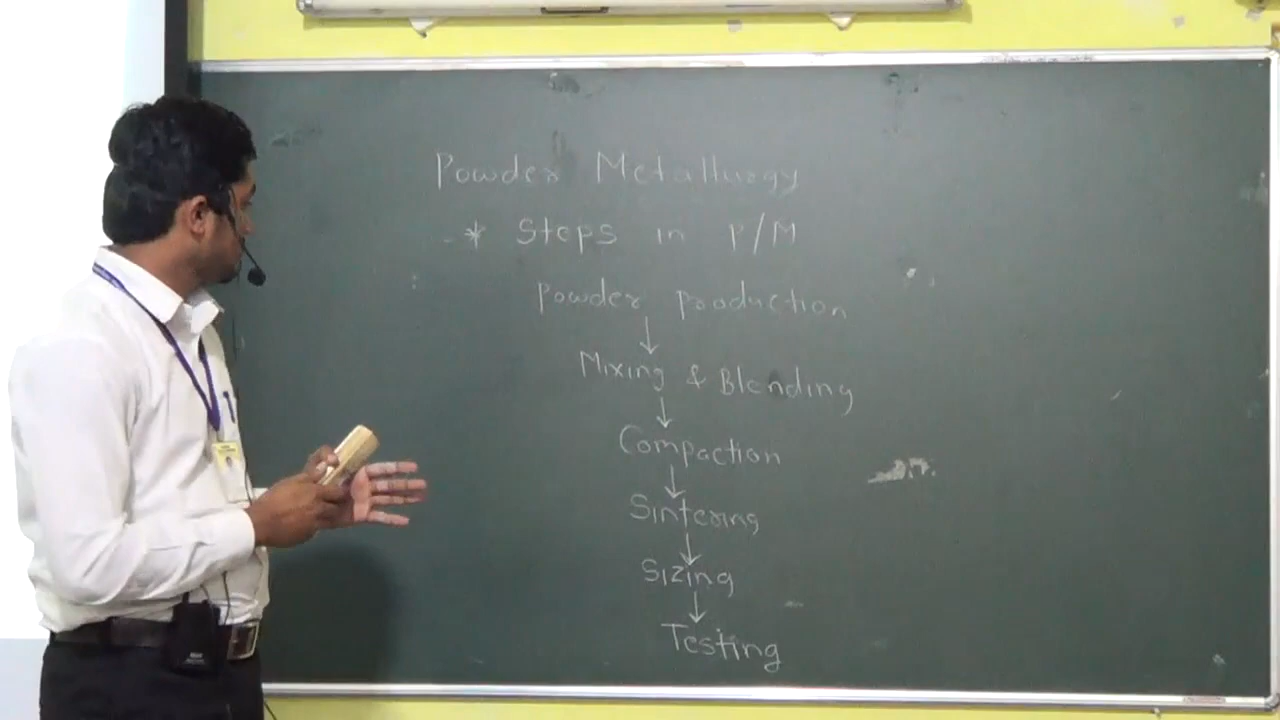 Powder Metallurgy
* Steps in P/M
Powder production
↓
Mixing & Blending
↓
Compaction
↓
Sintering
↓
Sizing
↓
Testing